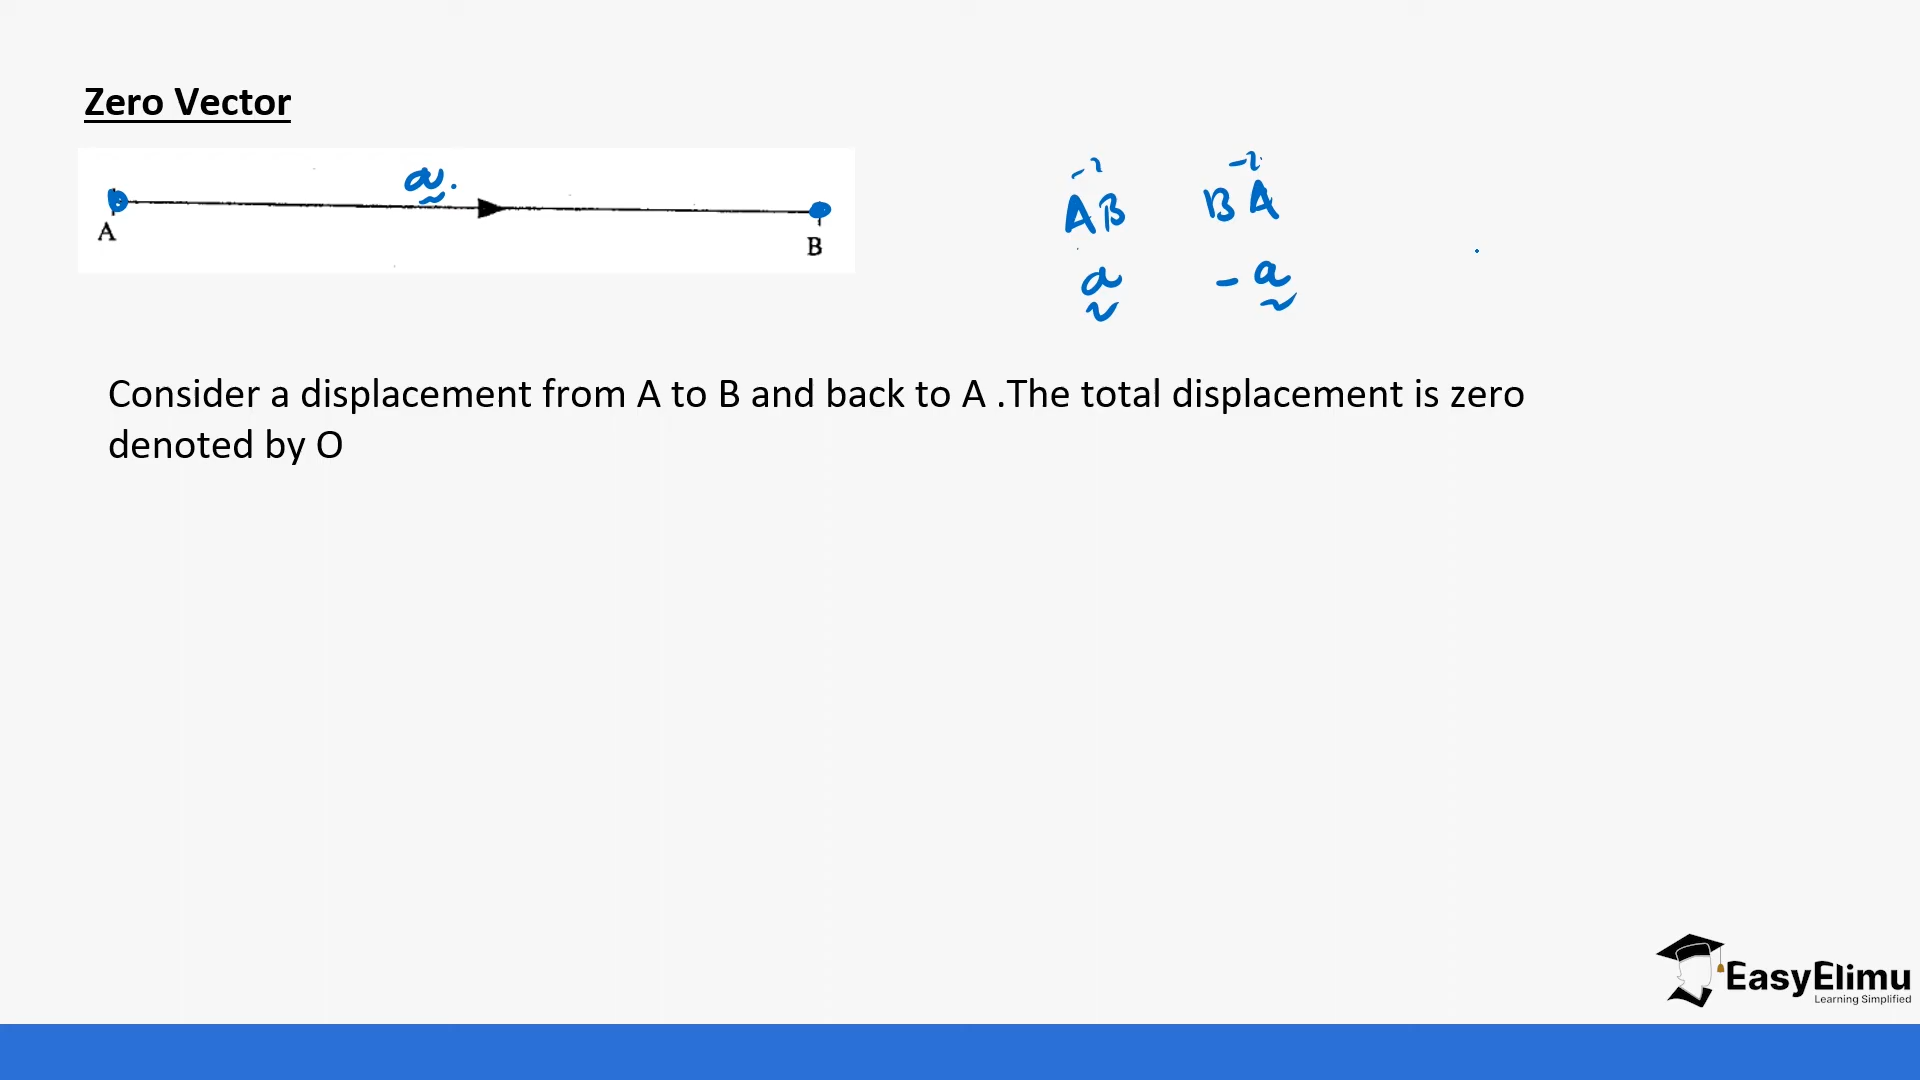 Zero Vector
a.
A
B
AB BA
a -a
Consider a displacement from A to B and back to A .The total displacement is zero
denoted by O
EasyElimu
Learning Simplified